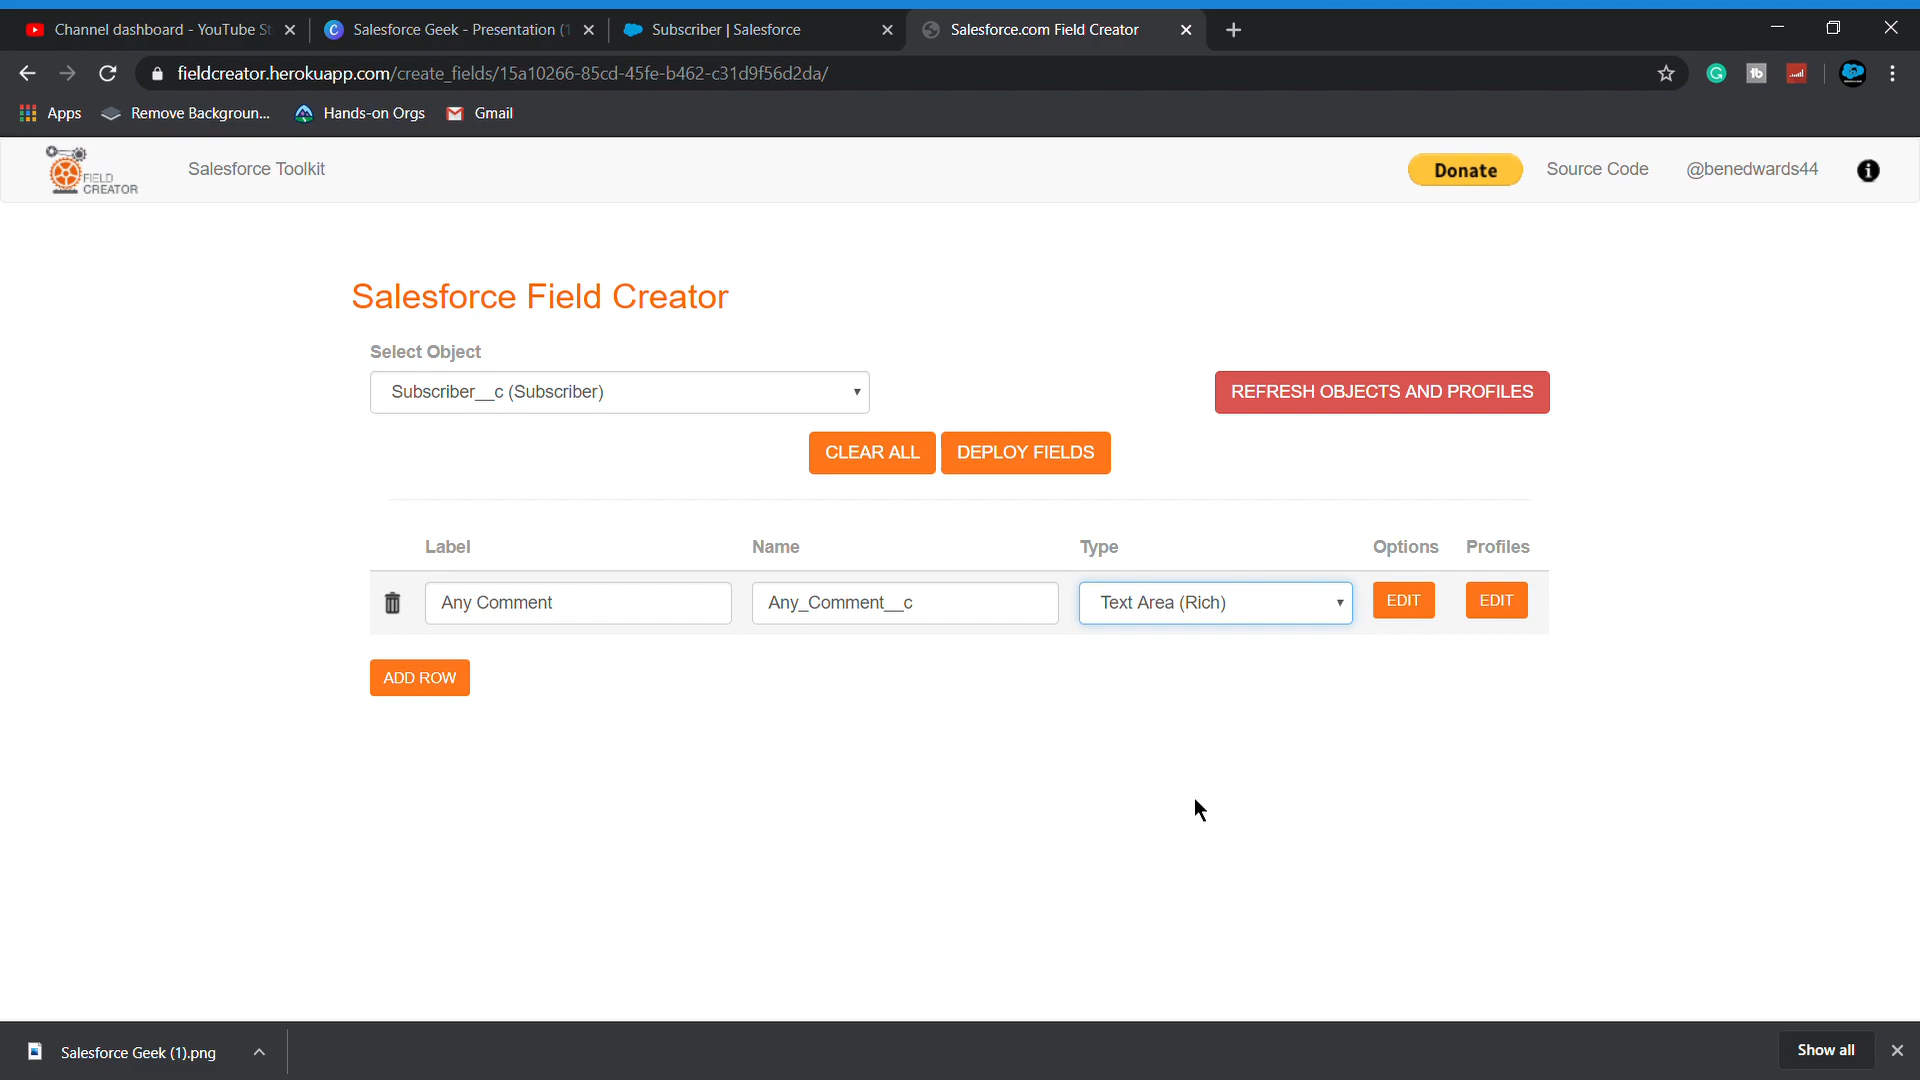 Channel dashboard - YouTube St
Salesforce Geek - Presentation (1
Subscriber | Salesforce
Salesforce.com Field Creator
fieldcreator.herokuapp.com/create_fields/15a10266-85cd-45fe-b462-c31d9f56d2da/
Apps
Remove Backgroun...
Hands-on Orgs
Gmail
FIELD
CREATOR
Salesforce Toolkit
Donate
Source Code
@benedwards44
Salesforce Field Creator
Select Object
Subscriber__c (Subscriber)
REFRESH OBJECTS AND PROFILES
CLEAR ALL
DEPLOY FIELDS
Label Name Type Options Profiles
Any Comment Any_Comment__c Text Area (Rich) EDIT EDIT
ADD ROW
Salesforce Geek (1).png
Show all